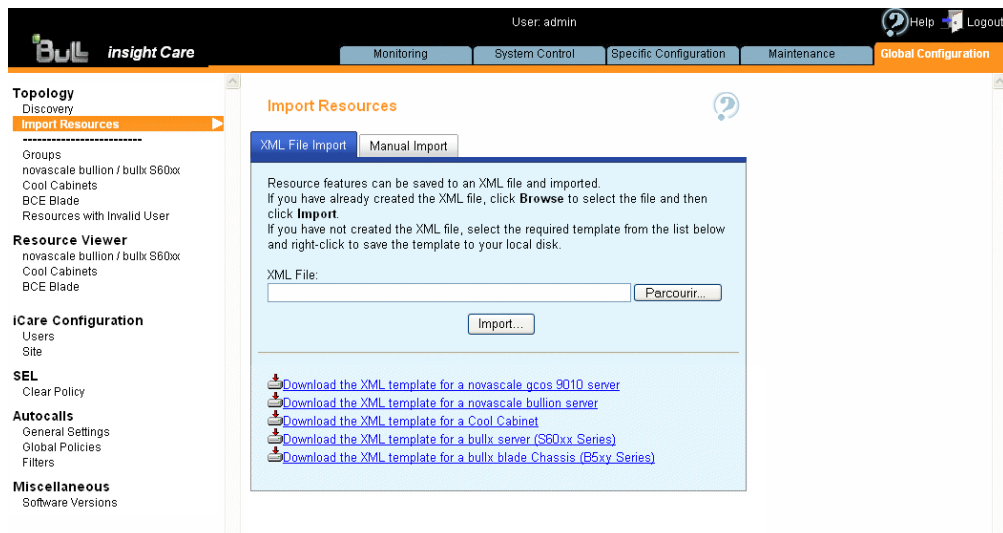 User: admin
Help Logout
Bull insight Care
Monitoring System Control Specific Configuration Maintenance Global Configuration
Topology
Discovery
Import Resources
-------------------------
Groups
novascale bullion / bullx S60xx
Cool Cabinets
BCE Blade
Resources with Invalid User
Resource Viewer
novascale bullion / bullx S60xx
Cool Cabinets
BCE Blade
iCare Configuration
Users
Site
SEL
Clear Policy
Autocalls
General Settings
Global Policies
Filters
Miscellaneous
Software Versions
Import Resources
XML File Import Manual Import
Resource features can be saved to an XML file and imported.
If you have already created the XML file, click Browse to select the file and then
click Import.
If you have not created the XML file, select the required template from the list below
and right-click to save the template to your local disk.
XML File:
Parcourir...
Import...
Download the XML template for a novascale gcos 9010 server
Download the XML template for a novascale bullion server
Download the XML template for a Cool Cabinet
Download the XML template for a bullx server (S60xx Series)
Download the XML template for a bullx blade Chassis (B5xy Series)